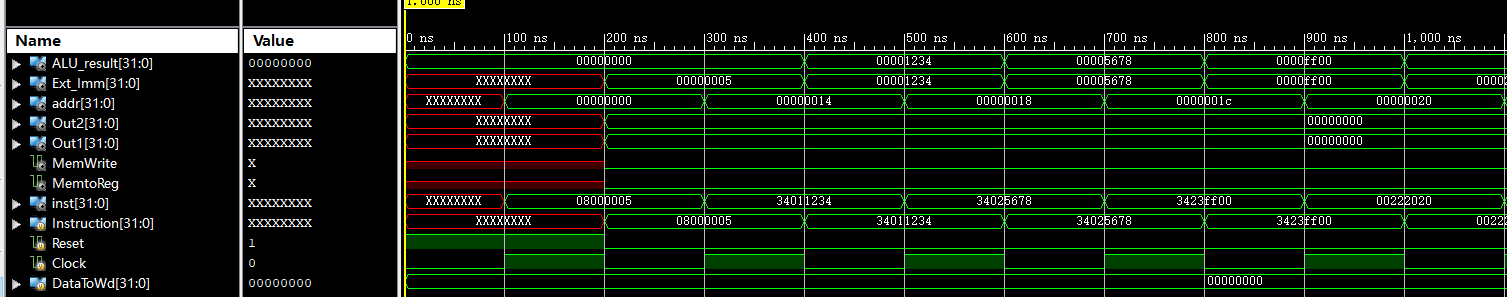 1.000 ns
Name Value 0 ns 100 ns 200 ns 300 ns 400 ns 500 ns 600 ns 700 ns 800 ns 900 ns 1,000 ns
ALU_result[31:0] 00000000 00000000 00001234 00005678 0000ff00
Ext_Imm[31:0] XXXXXXXX XXXXXXXX 00000005 00001234 00005678 0000ff00 00002
addr[31:0] XXXXXXXX XXXXXXXX 00000000 00000014 00000018 0000001c 00000020
Out2[31:0] XXXXXXXX XXXXXXXX 00000000
Out1[31:0] XXXXXXXX XXXXXXXX 00000000
MemWrite X
MemtoReg X
inst[31:0] XXXXXXXX XXXXXXXX 08000005 34011234 34025678 3423ff00 00222020
Instruction[31:0] XXXXXXXX XXXXXXXX 08000005 34011234 34025678 3423ff00 00222
Reset 1
Clock 0
DataToWd[31:0] 00000000 00000000